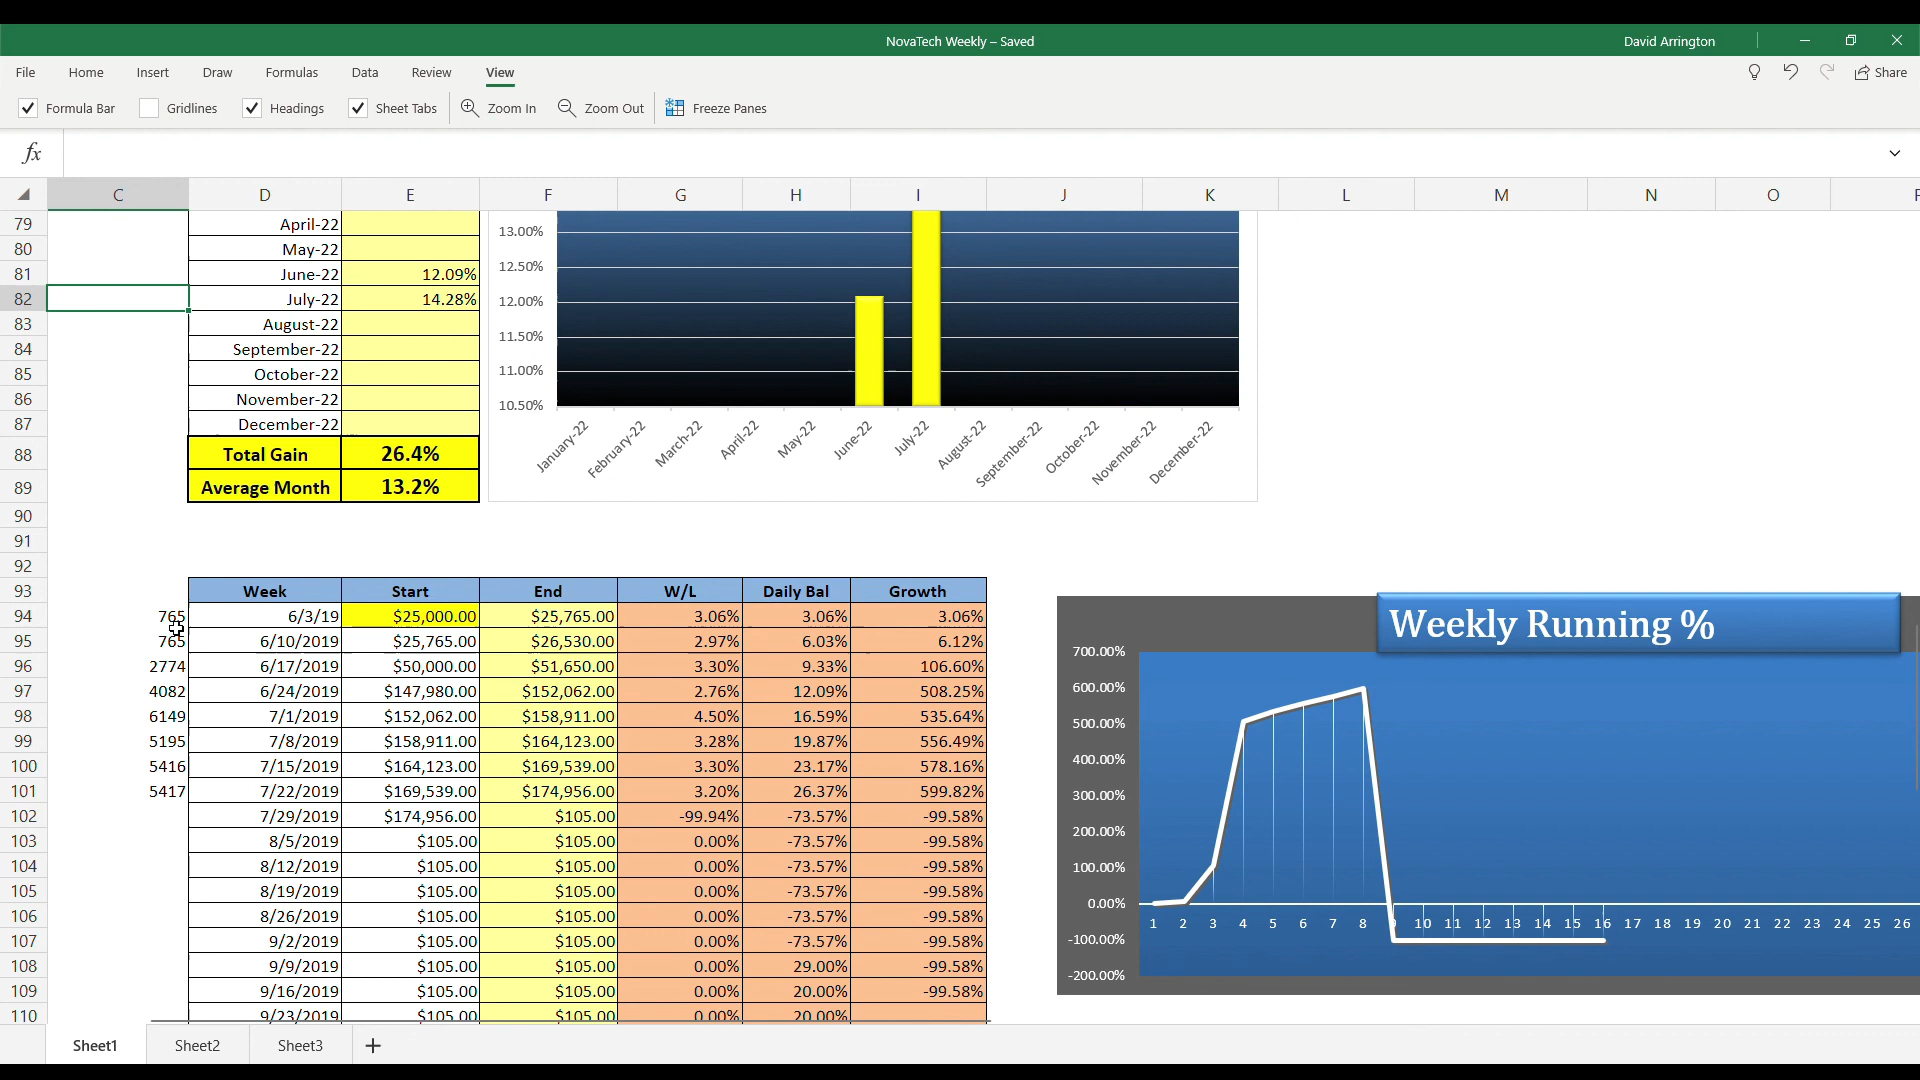 NovaTech Weekly – Saved
David Arrington
File Home Insert Draw Formulas Data Review View
Share
Formula Bar Gridlines Headings Sheet Tabs Zoom In Zoom Out Freeze Panes
fx
C D E F G H I J K L M N O
79 April-22
80 May-22
81 June-22 12.09%
82 July-22 14.28%
83 August-22
84 September-22
85 October-22
86 November-22
87 December-22
88 Total Gain 26.4%
89 Average Month 13.2%
13.00%
12.50%
12.00%
11.50%
11.00%
10.50%
January-22 February-22 March-22 April-22 May-22 June-22 July-22 August-22 September-22 October-22 November-22 December-22
90
91
92
93 Week Start End W/L Daily Bal Growth
94 765 6/3/19 $25,000.00 $25,765.00 3.06% 3.06% 3.06%
95 765 6/10/2019 $25,765.00 $26,530.00 2.97% 6.03% 6.12%
96 2774 6/17/2019 $50,000.00 $51,650.00 3.30% 9.33% 106.60%
97 4082 6/24/2019 $147,980.00 $152,062.00 2.76% 12.09% 508.25%
98 6149 7/1/2019 $152,062.00 $158,911.00 4.50% 16.59% 535.64%
99 5195 7/8/2019 $158,911.00 $164,123.00 3.28% 19.87% 556.49%
100 5416 7/15/2019 $164,123.00 $169,539.00 3.30% 23.17% 578.16%
101 5417 7/22/2019 $169,539.00 $174,956.00 3.20% 26.37% 599.82%
102 7/29/2019 $174,956.00 $105.00 -99.94% -73.57% -99.58%
103 8/5/2019 $105.00 $105.00 0.00% -73.57% -99.58%
104 8/12/2019 $105.00 $105.00 0.00% -73.57% -99.58%
105 8/19/2019 $105.00 $105.00 0.00% -73.57% -99.58%
106 8/26/2019 $105.00 $105.00 0.00% -73.57% -99.58%
107 9/2/2019 $105.00 $105.00 0.00% -73.57% -99.58%
108 9/9/2019 $105.00 $105.00 0.00% 29.00% -99.58%
109 9/16/2019 $105.00 $105.00 0.00% 20.00% -99.58%
110 9/23/2019 $105.00 $105.00 0.00% 20.00%
Weekly Running %
700.00%
600.00%
500.00%
400.00%
300.00%
200.00%
100.00%
0.00%
1 2 3 4 5 6 7 8 9 10 11 12 13 14 15 16 17 18 19 20 21 22 23 24 25 26
-100.00%
-200.00%
Sheet1 Sheet2 Sheet3